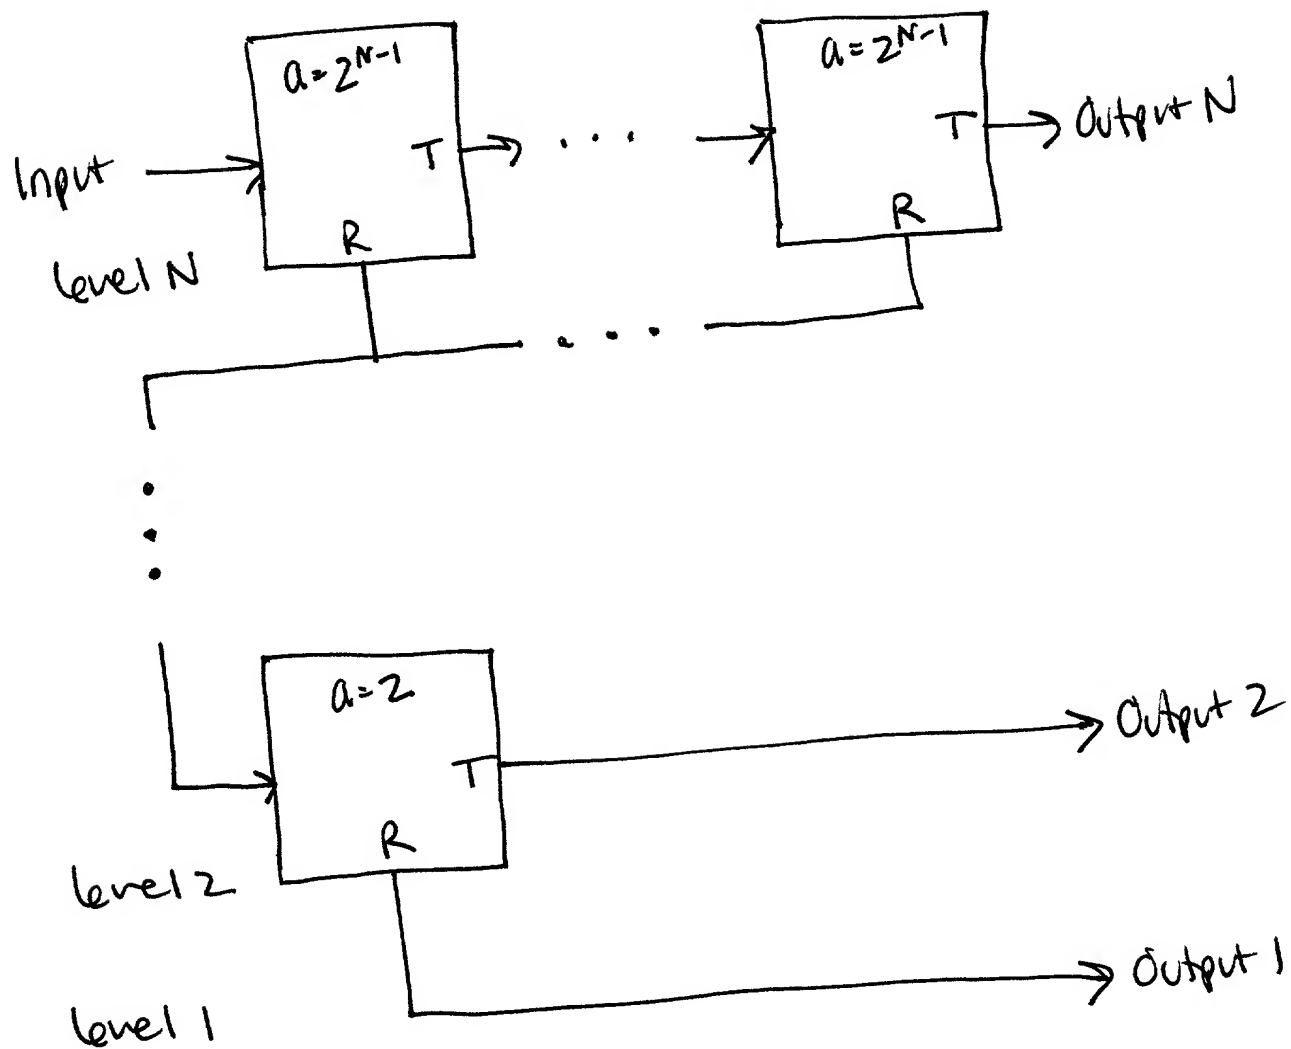 a=2^N-1
a=2^N-1
Input
T
T
Output N
R
R
level N
a=2
T
Output 2
R
level 2
Output 1
level 1